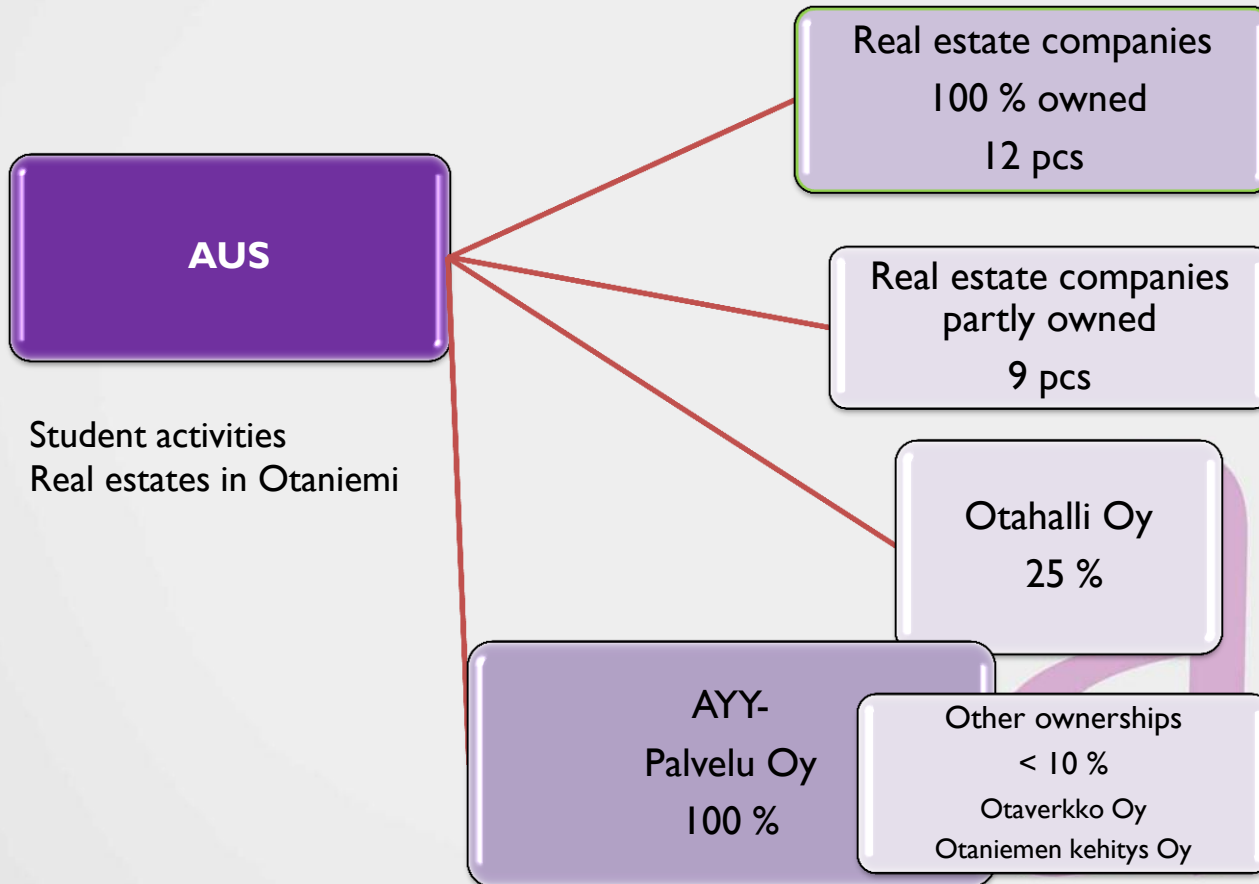 Real estate companies
100 % owned
12 pcs
AUS
Real estate companies
partly owned
9 pcs
Student activities
Real estates in Otaniemi
Otahalli Oy
25 %
AYY-
Palvelu Oy
100 %
Other ownerships
< 10 %
Otaverkko Oy
Otaniemen kehitys Oy